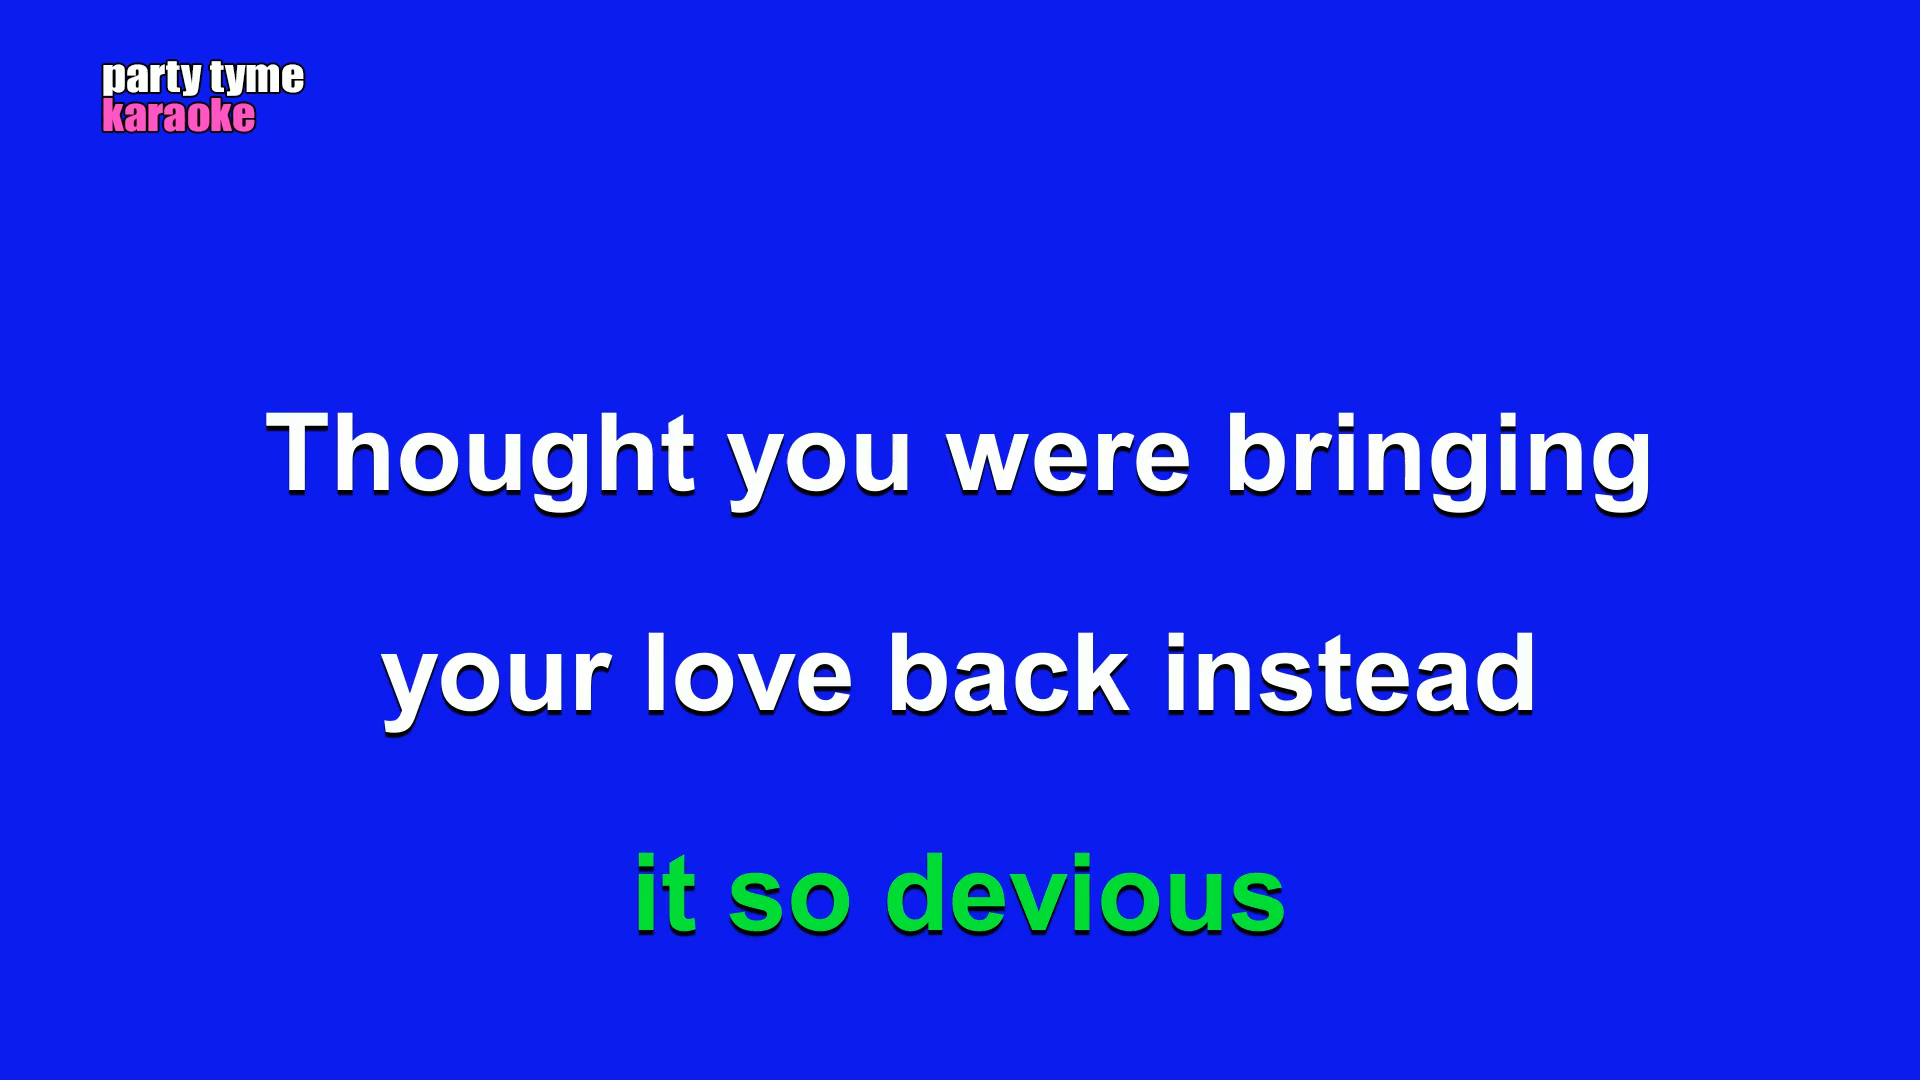 party tyme
karaoke
Thought you were bringing
your love back instead
it so devious